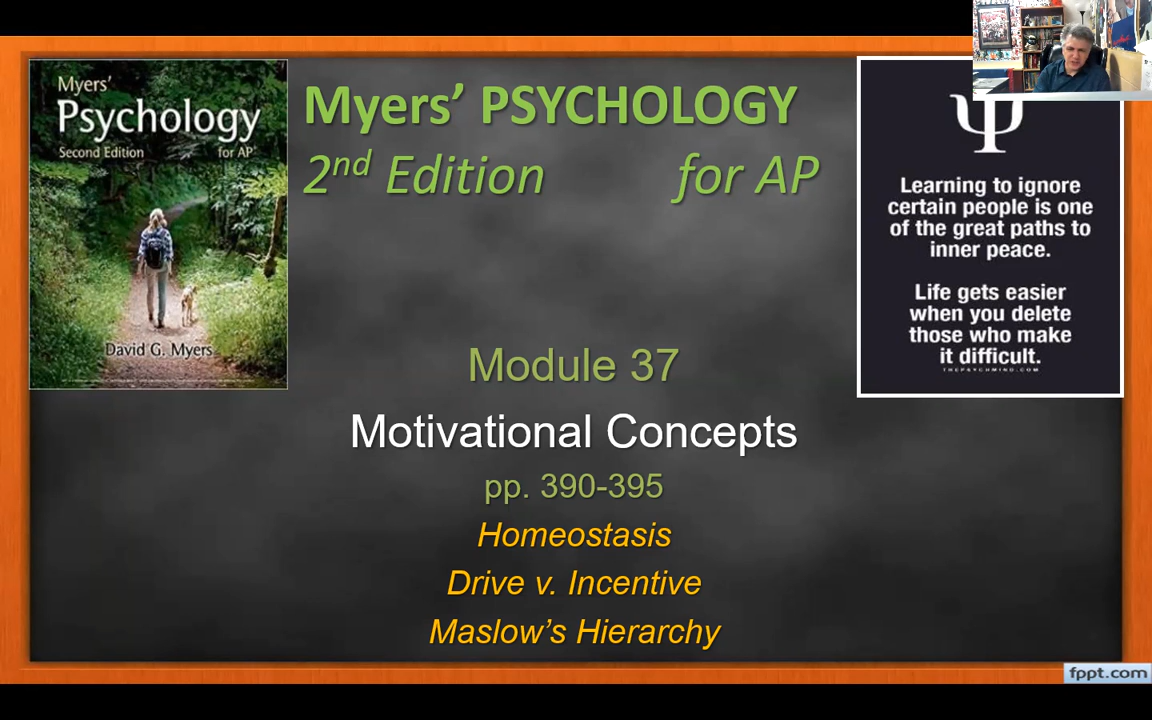 Myers'
Psychology
Second Edition for AP®
David G. Myers
Myers' PSYCHOLOGY
2nd Edition for AP
Ψ
Learning to ignore
certain people is one
of the great paths to
inner peace.
Life gets easier
when you delete
those who make
it difficult.
THEPSYCHMIND.COM
Module 37
Motivational Concepts
pp. 390-395
Homeostasis
Drive v. Incentive
Maslow's Hierarchy
fppt.com